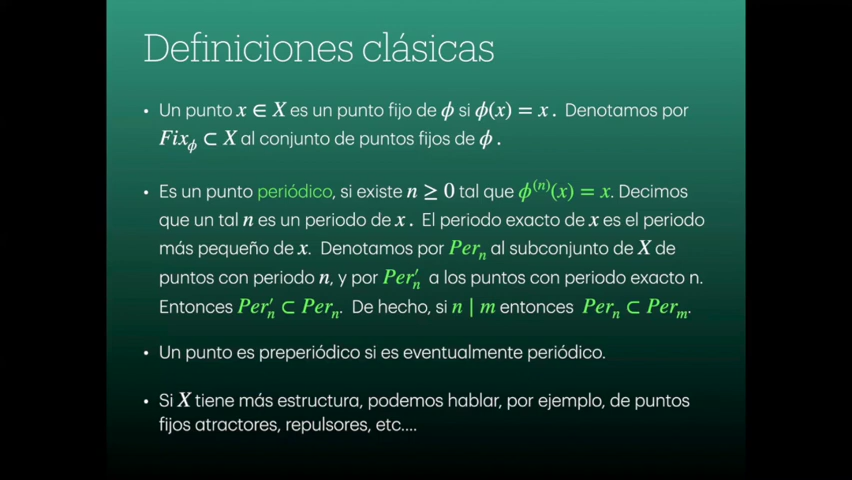 Definiciones clásicas
• Un punto x ∈ X es un punto fijo de ϕ si ϕ(x) = x . Denotamos por
Fix_ϕ ⊂ X al conjunto de puntos fijos de ϕ .
• Es un punto periódico, si existe n ≥ 0 tal que ϕ^(n)(x) = x. Decimos
que un tal n es un periodo de x . El periodo exacto de x es el periodo
más pequeño de x. Denotamos por Per_n al subconjunto de X de
puntos con periodo n, y por Per′_n a los puntos con periodo exacto n.
Entonces Per′_n ⊂ Per_n. De hecho, si n | m entonces Per_n ⊂ Per_m.
• Un punto es preperiódico si es eventualmente periódico.
• Si X tiene más estructura, podemos hablar, por ejemplo, de puntos
fijos atractores, repulsores, etc....